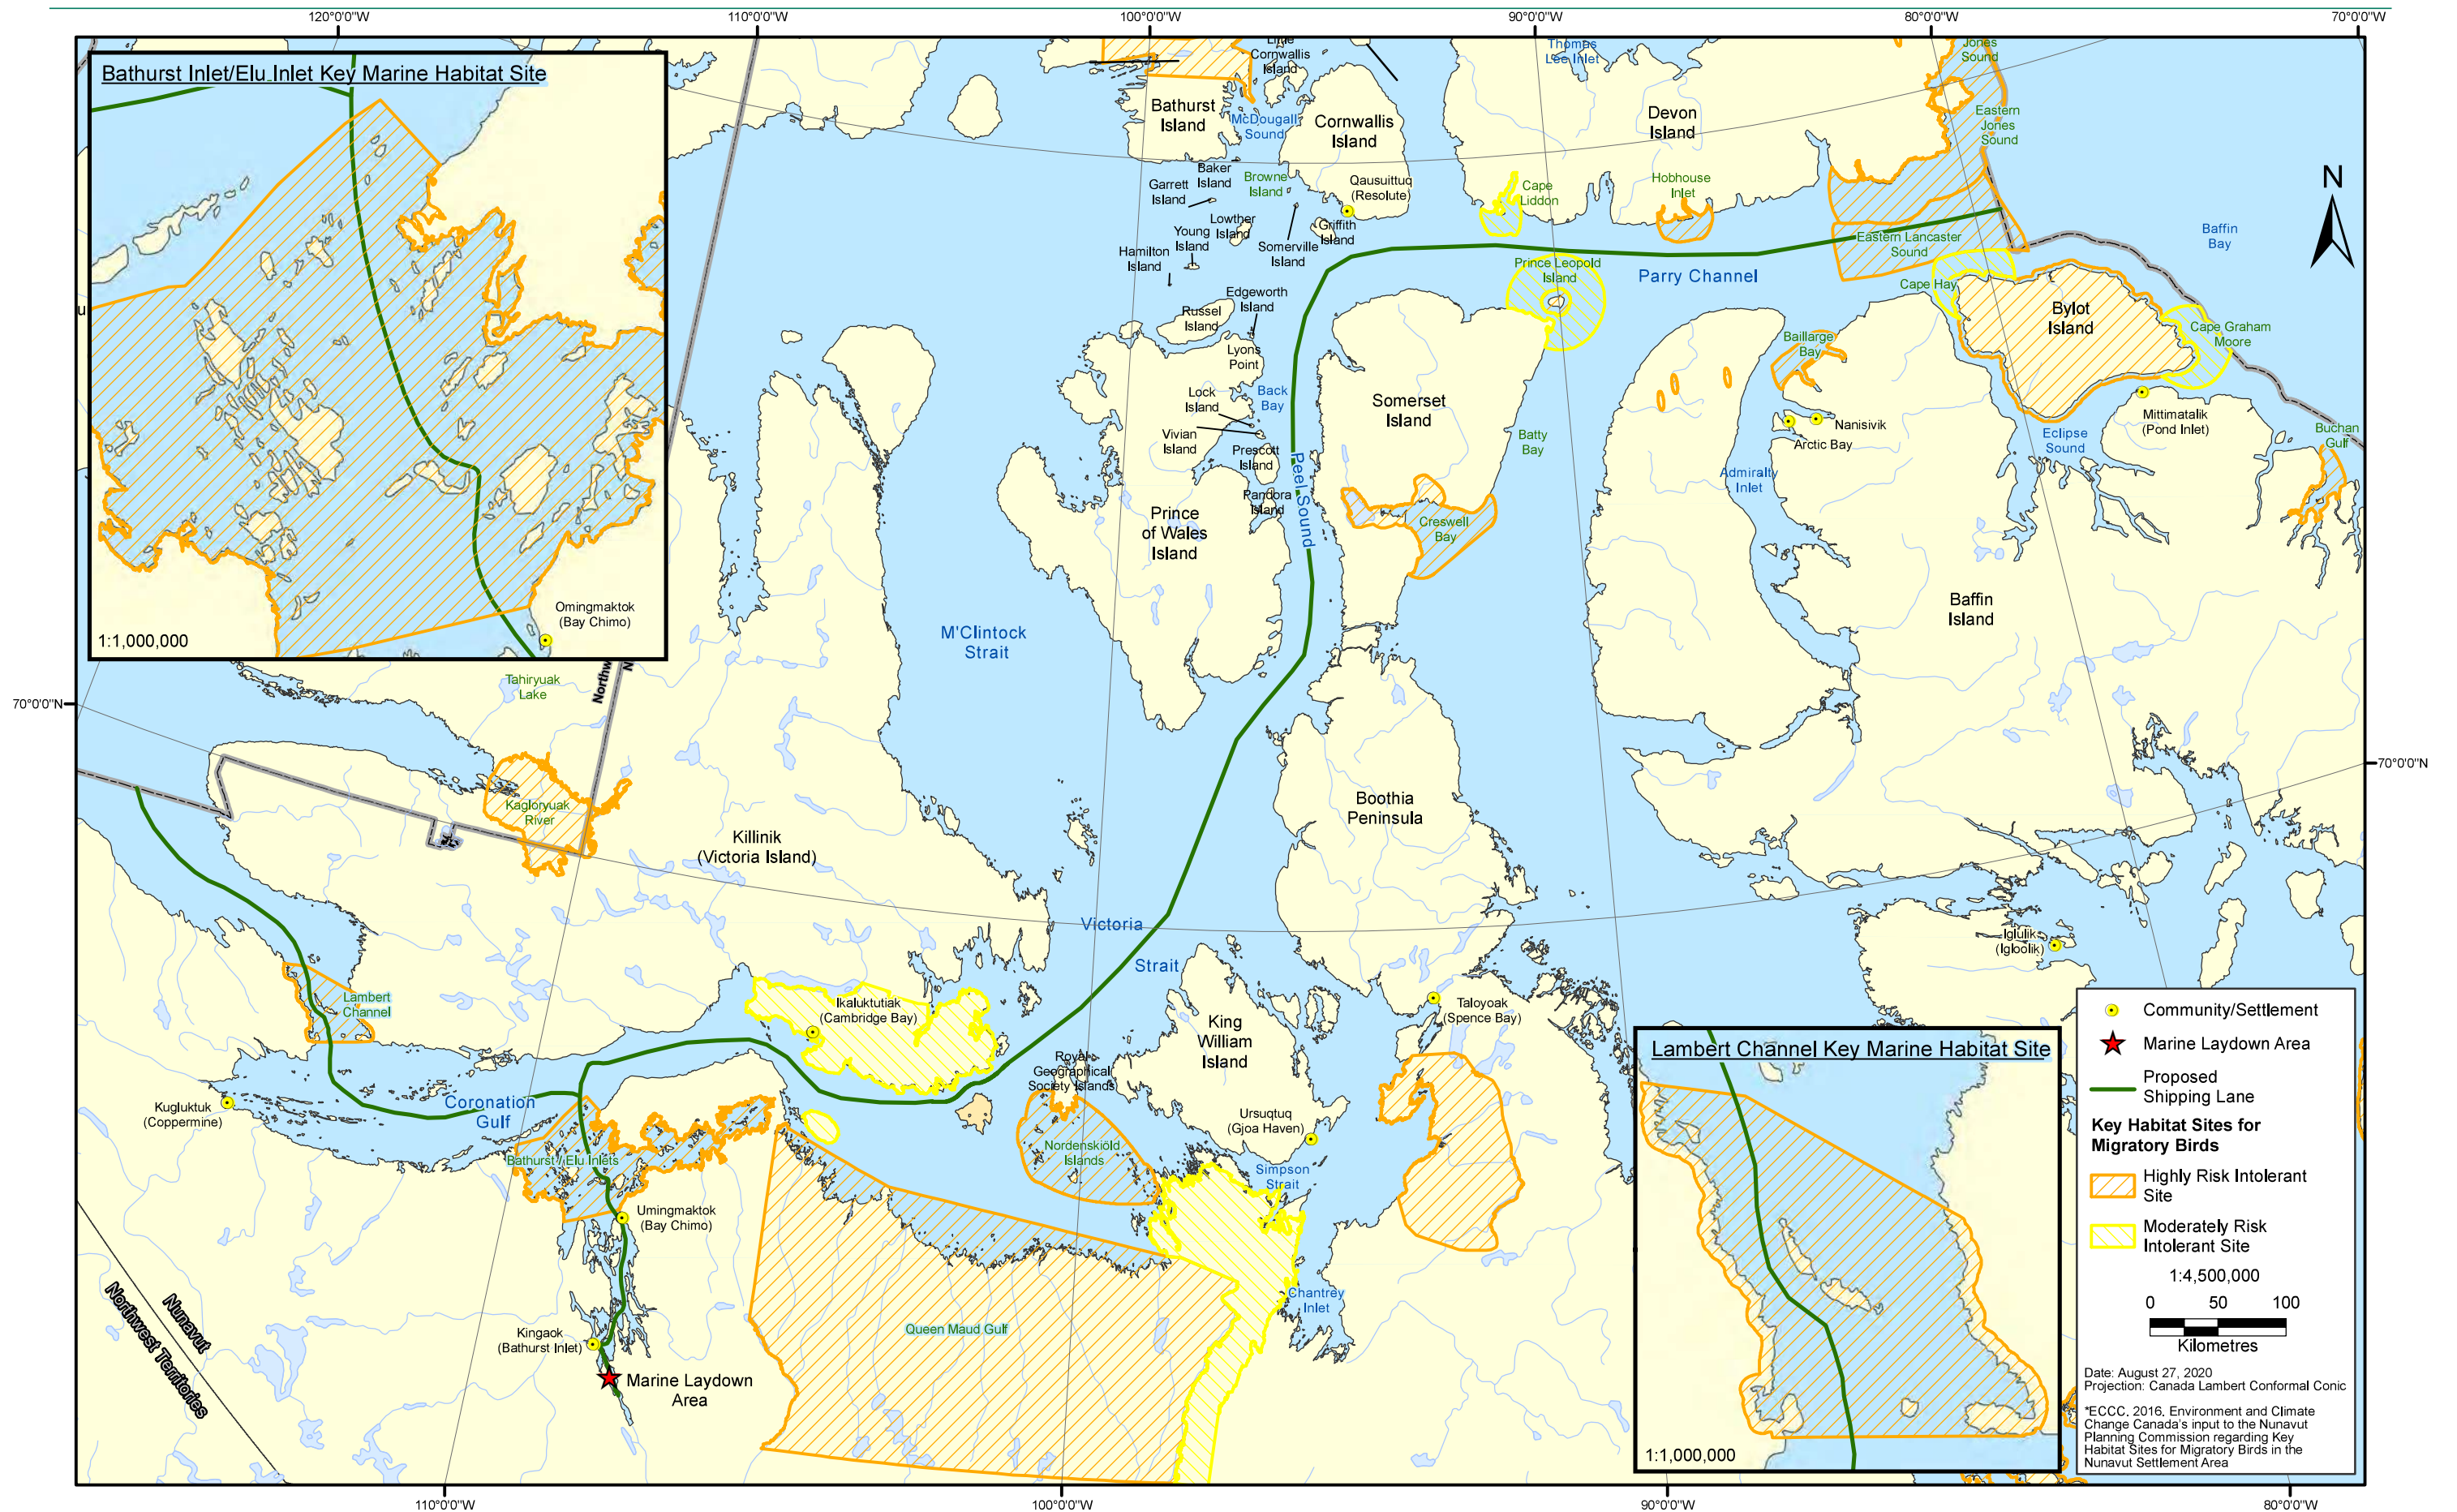 120°0'0"W
110°0'0"W
100°0'0"W
90°0'0"W
80°0'0"W
70°0'0"W
Bathurst Inlet/Elu Inlet Key Marine Habitat Site
Omingmaktok
(Bay Chimo)
1:1,000,000
Little
Cornwallis
Island
Bathurst
Island
McDougall
Sound
Cornwallis
Island
Thomas
Lee Inlet
Devon
Island
Jones
Sound
Eastern
Jones
Sound
N
Baker
Island
Browne
Island
Garrett
Island
Qausuittuq
(Resolute)
Cape
Liddon
Hobhouse
Inlet
Lowther
Island
Young
Island
Griffith
Island
Somerville
Island
Hamilton
Island
Eastern Lancaster
Sound
Baffin
Bay
Prince Leopold
Island
Parry Channel
Cape Hay
Edgeworth
Island
Russel
Island
Bylot
Island
Cape Graham
Moore
Lyons
Point
Baillarge
Bay
Back
Bay
Lock
Island
Somerset
Island
Vivian
Island
Prescott
Island
Batty
Bay
Nanisivik
Arctic Bay
Mittimatalik
(Pond Inlet)
Eclipse
Sound
Buchan
Gulf
Admiralty
Inlet
Peel Sound
Pandora
Island
Prince
of Wales
Island
Creswell
Bay
Baffin
Island
M'Clintock
Strait
Tahiryuak
Lake
Northw
N
70°0'0"N
70°0'0"N
Kagloryuak
River
Killinik
(Victoria Island)
Boothia
Peninsula
Victoria
Strait
Iglulik
(Igloolik)
Lambert
Channel
Ikaluktutiak
(Cambridge Bay)
Taloyoak
(Spence Bay)
King
William
Island
Royal
Geographical
Society Islands
Kugluktuk
(Coppermine)
Coronation
Gulf
Ursuqtuq
(Gjoa Haven)
Nordenskiöld
Islands
Bathurst / Elu Inlets
Simpson
Strait
Umingmaktok
(Bay Chimo)
Chantrey
Inlet
Queen Maud Gulf
Kingaok
(Bathurst Inlet)
Marine Laydown
Area
Nunavut
Northwest Territories
Lambert Channel Key Marine Habitat Site
1:1,000,000
Community/Settlement
Marine Laydown Area
Proposed
Shipping Lane
Key Habitat Sites for
Migratory Birds
Highly Risk Intolerant
Site
Moderately Risk
Intolerant Site
1:4,500,000
0 50 100
Kilometres
Date: August 27, 2020
Projection: Canada Lambert Conformal Conic
*ECCC, 2016, Environment and Climate
Change Canada's input to the Nunavut
Planning Commission regarding Key
Habitat Sites for Migratory Birds in the
Nunavut Settlement Area
110°0'0"W
100°0'0"W
90°0'0"W
80°0'0"W